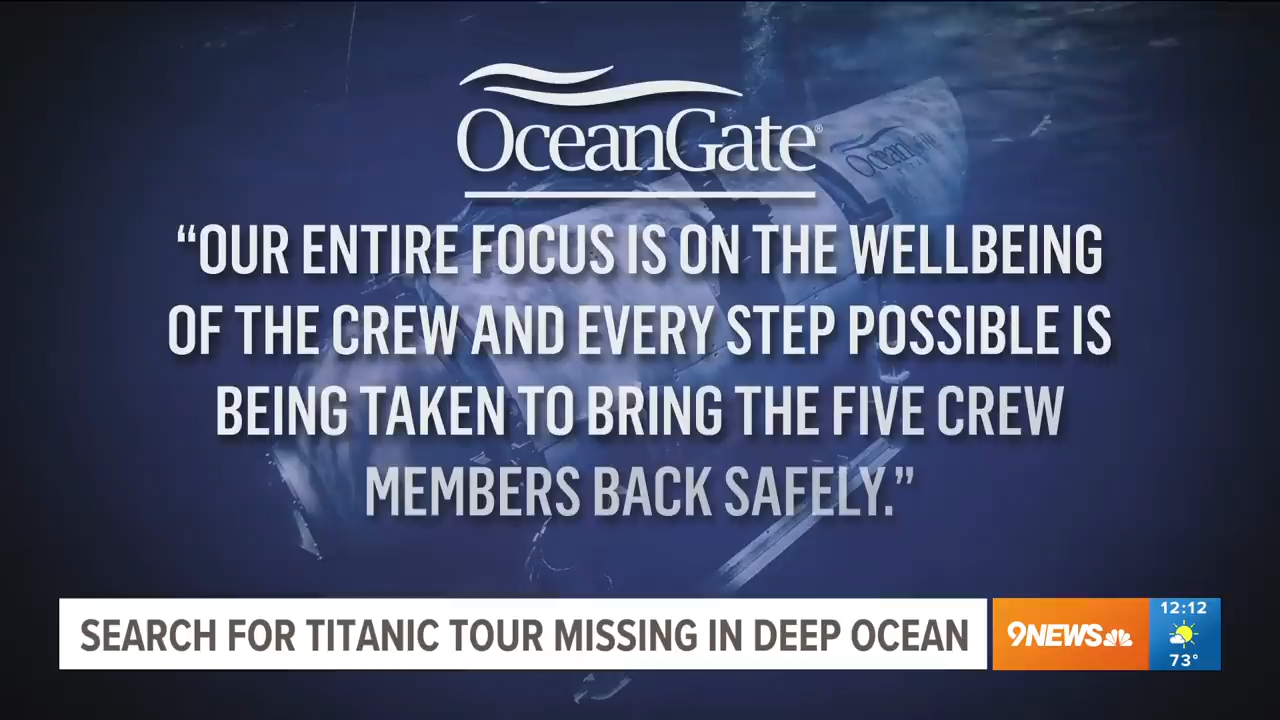 OceanGate®
Ocean
"OUR ENTIRE FOCUS IS ON THE WELLBEING
OF THE CREW AND EVERY STEP POSSIBLE IS
BEING TAKEN TO BRING THE FIVE CREW
MEMBERS BACK SAFELY."
SEARCH FOR TITANIC TOUR MISSING IN DEEP OCEAN
9NEWS
12:12
73°